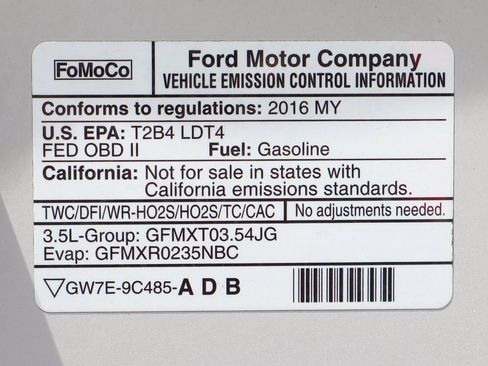 FoMoCo
Ford Motor Company
VEHICLE EMISSION CONTROL INFORMATION
Conforms to regulations: 2016 MY
U.S. EPA: T2B4 LDT4
FED OBD II Fuel: Gasoline
California: Not for sale in states with
California emissions standards.
TWC/DFI/WR-HO2S/HO2S/TC/CAC No adjustments needed.
3.5L-Group: GFMXT03.54JG
Evap: GFMXR0235NBC
GW7E-9C485-A D B